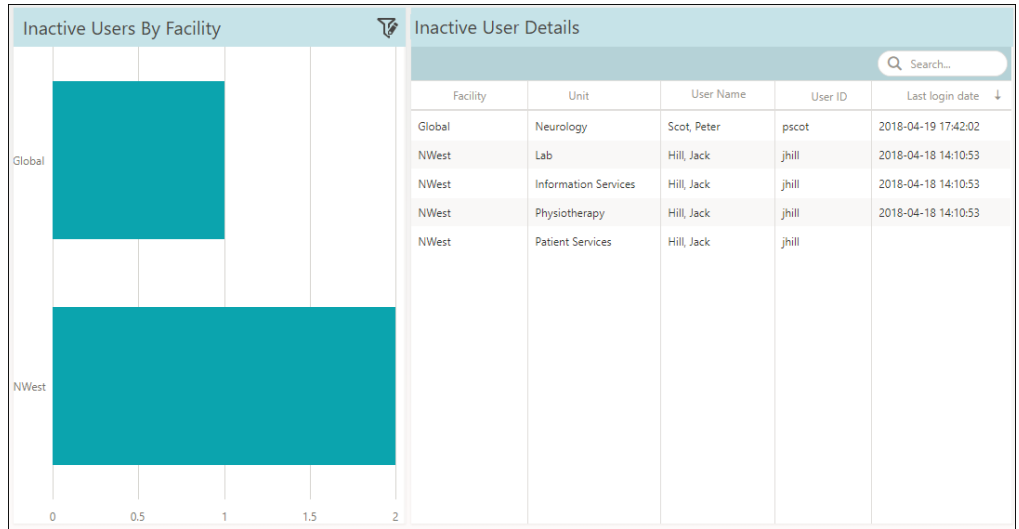 Inactive Users By Facility
Global
NWest
0 0.5 1 1.5 2
Inactive User Details
Search...
Facility Unit User Name User ID Last login date ↓
Global Neurology Scot, Peter pscot 2018-04-19 17:42:02
NWest Lab Hill, Jack jhill 2018-04-18 14:10:53
NWest Information Services Hill, Jack jhill 2018-04-18 14:10:53
NWest Physiotherapy Hill, Jack jhill 2018-04-18 14:10:53
NWest Patient Services Hill, Jack jhill